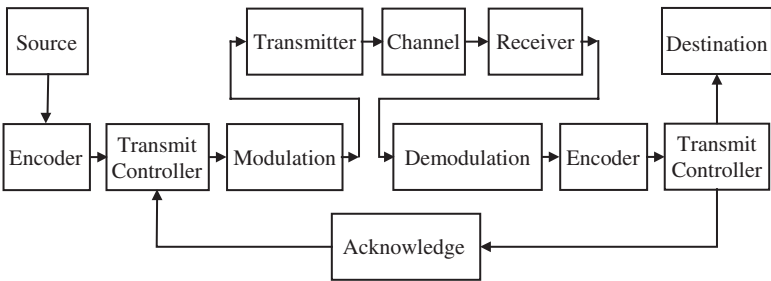 Source
Transmitter
Channel
Receiver
Destination
Encoder
Transmit
Controller
Modulation
Demodulation
Encoder
Transmit
Controller
Acknowledge